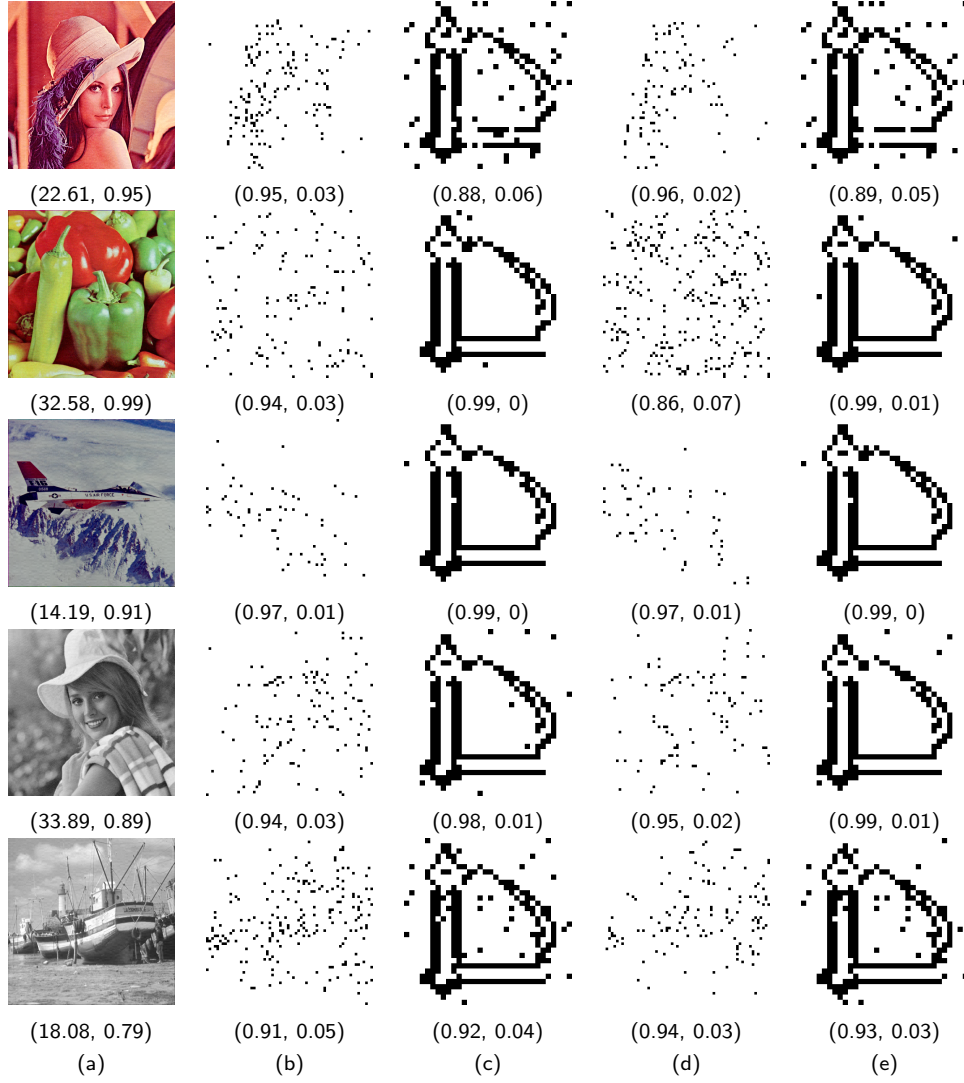 U.S. AIR FORCE
(22.61, 0.95) (0.95, 0.03) (0.88, 0.06) (0.96, 0.02) (0.89, 0.05)
(32.58, 0.99) (0.94, 0.03) (0.99, 0) (0.86, 0.07) (0.99, 0.01)
(14.19, 0.91) (0.97, 0.01) (0.99, 0) (0.97, 0.01) (0.99, 0)
(33.89, 0.89) (0.94, 0.03) (0.98, 0.01) (0.95, 0.02) (0.99, 0.01)
(18.08, 0.79) (0.91, 0.05) (0.92, 0.04) (0.94, 0.03) (0.93, 0.03)
(a) (b) (c) (d) (e)